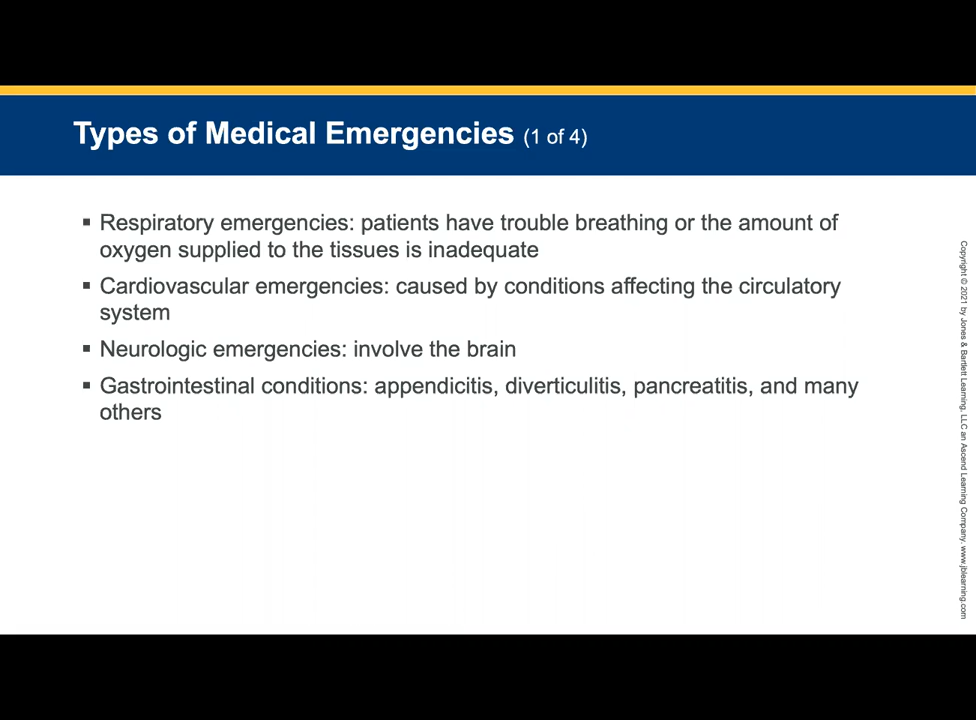 Types of Medical Emergencies (1 of 4)
▪ Respiratory emergencies: patients have trouble breathing or the amount of
oxygen supplied to the tissues is inadequate
▪ Cardiovascular emergencies: caused by conditions affecting the circulatory
system
▪ Neurologic emergencies: involve the brain
▪ Gastrointestinal conditions: appendicitis, diverticulitis, pancreatitis, and many
others
Copyright © 2021 by Jones & Bartlett Learning, LLC an Ascend Learning Company. www.jblearning.com